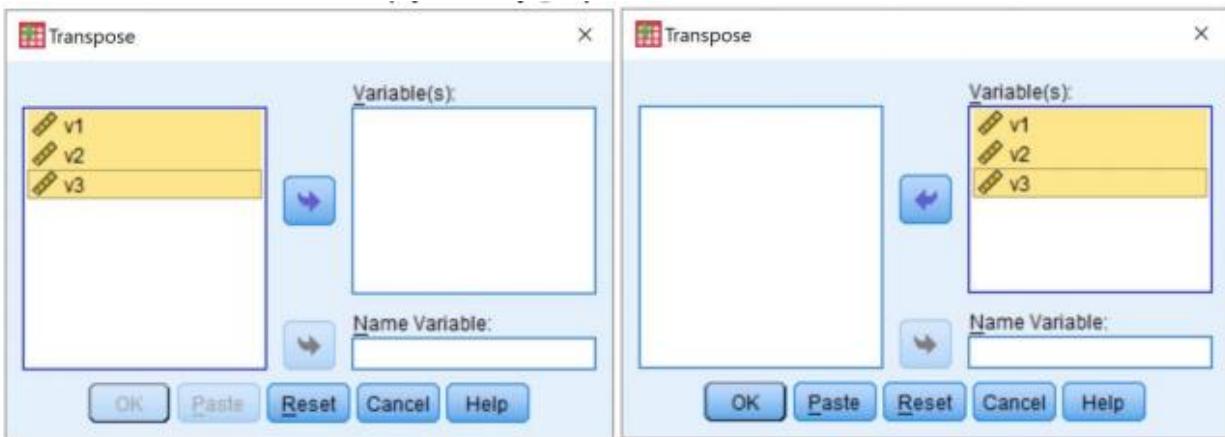 Transpose
Variable(s):
v1
v2
v3
Name Variable:
OK Paste Reset Cancel Help
Transpose
Variable(s):
v1
v2
v3
Name Variable:
OK Paste Reset Cancel Help